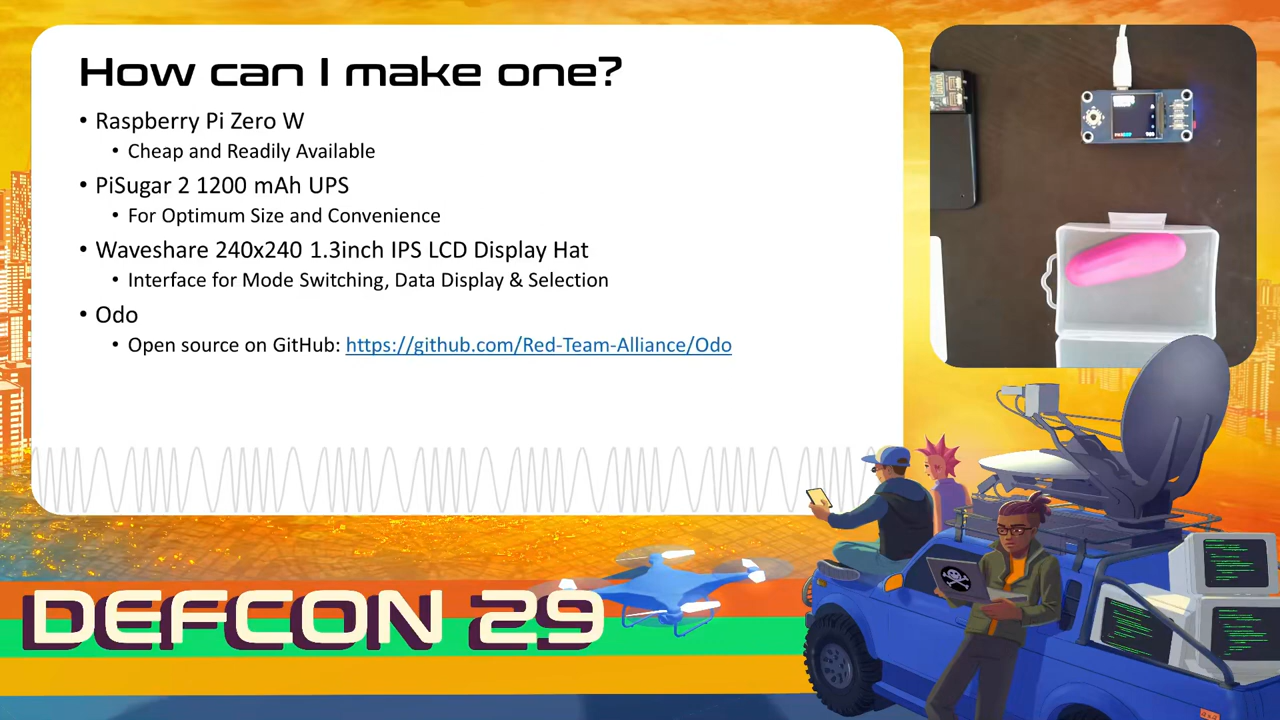 How can I make one?
• Raspberry Pi Zero W
• Cheap and Readily Available
• PiSugar 2 1200 mAh UPS
• For Optimum Size and Convenience
• Waveshare 240x240 1.3inch IPS LCD Display Hat
• Interface for Mode Switching, Data Display & Selection
• Odo
• Open source on GitHub: https://github.com/Red-Team-Alliance/Odo
DEFCON 29